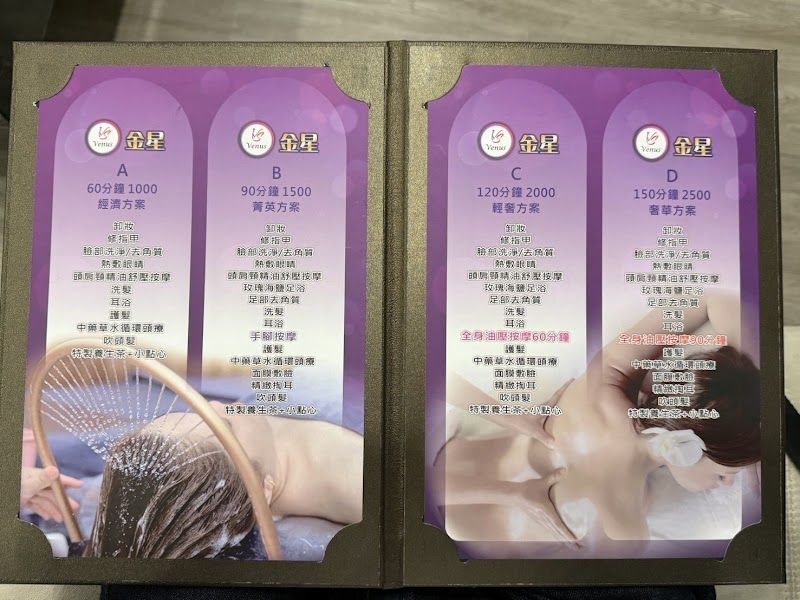 Venus
金星
A
60分鐘 1000
經濟方案
卸妝
修指甲
臉部洗淨/去角質
熱敷眼睛
頭肩頸精油舒壓按摩
洗髮
耳浴
護髮
中藥草水循環頭療
吹頭髮
特製養生茶+小點心
Venus
金星
B
90分鐘 1500
菁英方案
卸妝
修指甲
臉部洗淨/去角質
熱敷眼睛
頭肩頸精油舒壓按摩
玫瑰海鹽足浴
足部去角質
洗髮
耳浴
手腳按摩
護髮
中藥草水循環頭療
面膜敷臉
精緻掏耳
吹頭髮
特製養生茶+小點心
Venus
金星
C
120分鐘 2000
輕奢方案
卸妝
修指甲
臉部洗淨/去角質
熱敷眼睛
頭肩頸精油舒壓按摩
玫瑰海鹽足浴
足部去角質
洗髮
耳浴
全身油壓按摩60分鐘
護髮
中藥草水循環頭療
面膜敷臉
精緻掏耳
吹頭髮
特製養生茶+小點心
Venus
金星
D
150分鐘 2500
奢華方案
卸妝
修指甲
臉部洗淨/去角質
熱敷眼睛
頭肩頸精油舒壓按摩
玫瑰海鹽足浴
足部去角質
洗髮
耳浴
全身油壓按摩90分鐘
護髮
中藥草水循環頭療
面膜敷臉
精緻掏耳
吹頭髮
特製養生茶+小點心